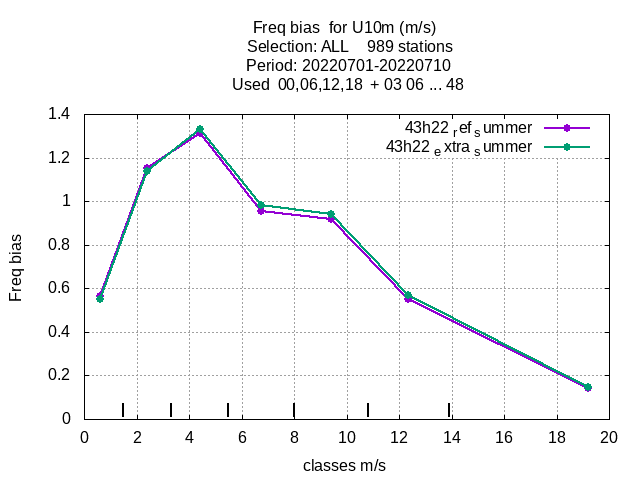 Freq bias  for U10m (m/s)
Selection: ALL    989 stations
Period: 20220701-20220710
Used  00,06,12,18  + 03 06 ... 48
43h22 ref summer
43h22 extra summer
1.4
1.2
1
0.8
0.6
0.4
0.2
0
Freq bias
0 2 4 6 8 10 12 14 16 18 20
classes m/s